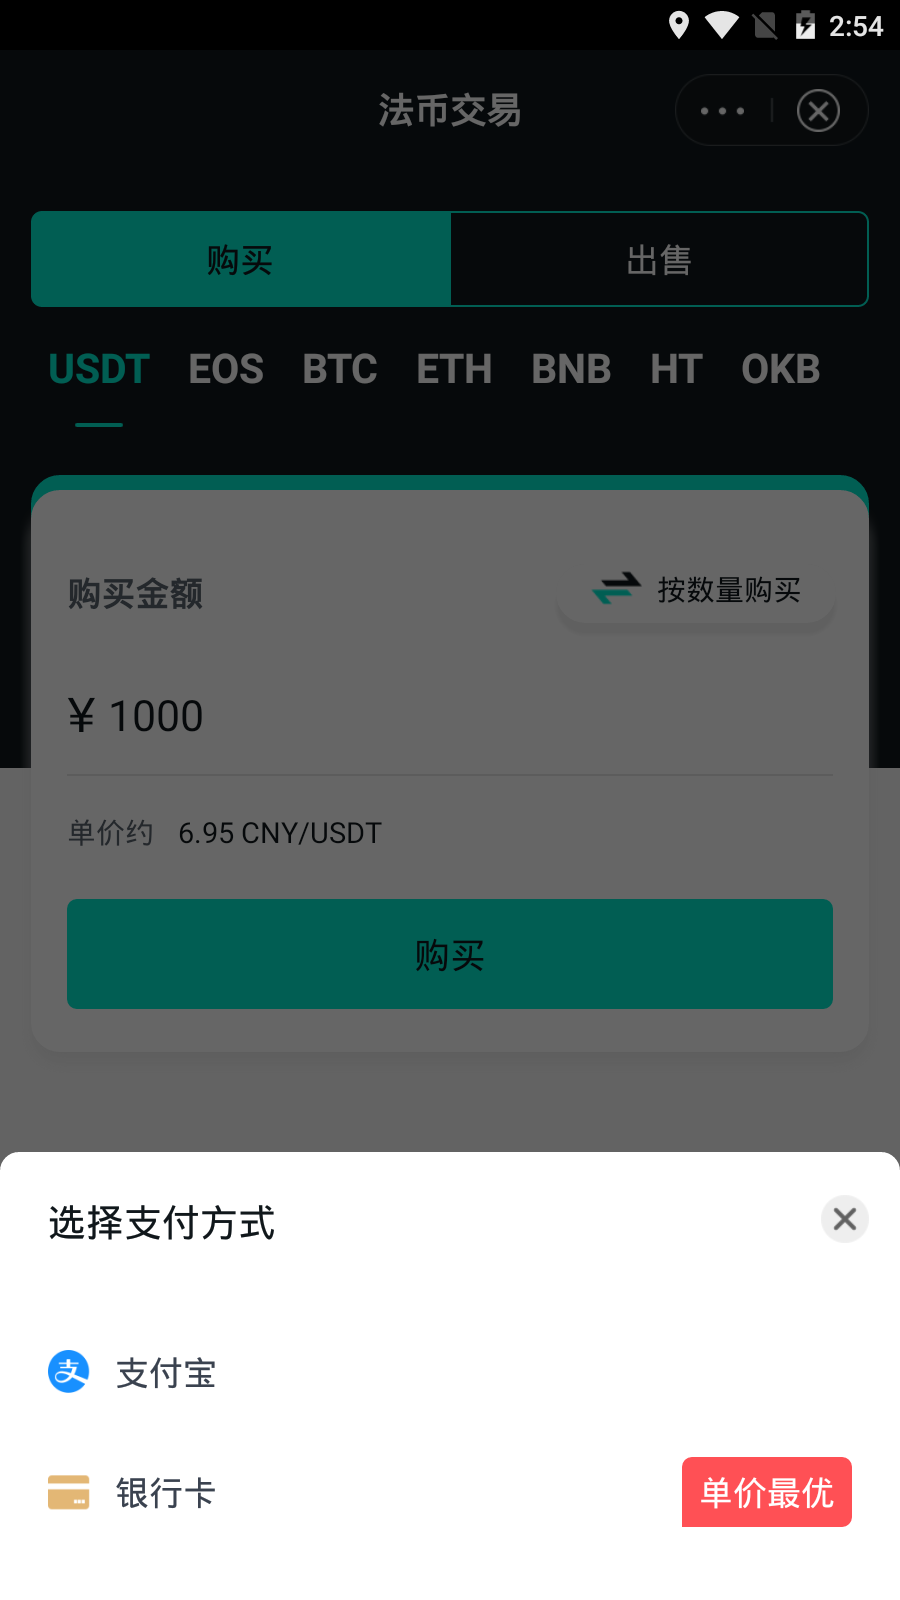 2:54
法币交易
购买
出售
USDT EOS BTC ETH BNB HT OKB
购买金额
按数量购买
¥ 1000
单价约 6.95 CNY/USDT
购买
选择支付方式
支付宝
银行卡
单价最优